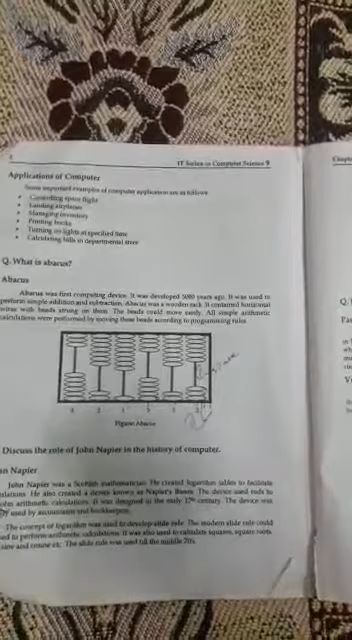 IT Series to Computer Science 9
Applications of Computer
Some important examples of computer application are as follows
• Controlling space flight
• Landing airplanes
• Managing inventory
• Printing books
• Turning on lights at specified time
• Calculating bills in departmental store
Q. What is abacus?
Abacus
Abacus was first computing device. It was developed 5000 years ago. It was used to
perform simple addition and subtraction. Abacus was a wooden rack. It contained horizontal
wires with beads strung on them. The beads could move easily. All simple arithmetic
calculations were performed by moving these beads according to programming rules.
Figure: Abacus
Discuss the role of John Napier in the history of computer.
Napier
John Napier was a Scottish mathematician. He created logarithm tables to facilitate
He also created a device known as Napier's Bones. The device used rods to
arithmetic calculations. It was designed in the early 17th century. The device was
used by accountants and bookkeepers.
The concept of logarithm was used to develop slide rule. The modern slide rule could
to perform arithmetic calculations. It was also used to calculate squares, square roots,
sine and cosine etc. The slide rule was used till the middle 70s.
Chapte
Q.